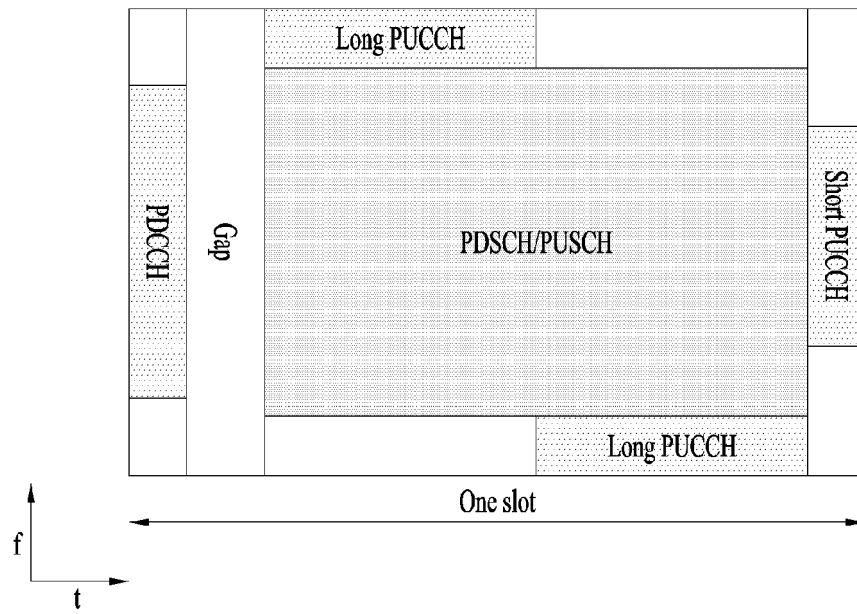 Long PUCCH
PDCCH
Gap
PDSCH/PUSCH
Short PUCCH
Long PUCCH
One slot
f
t